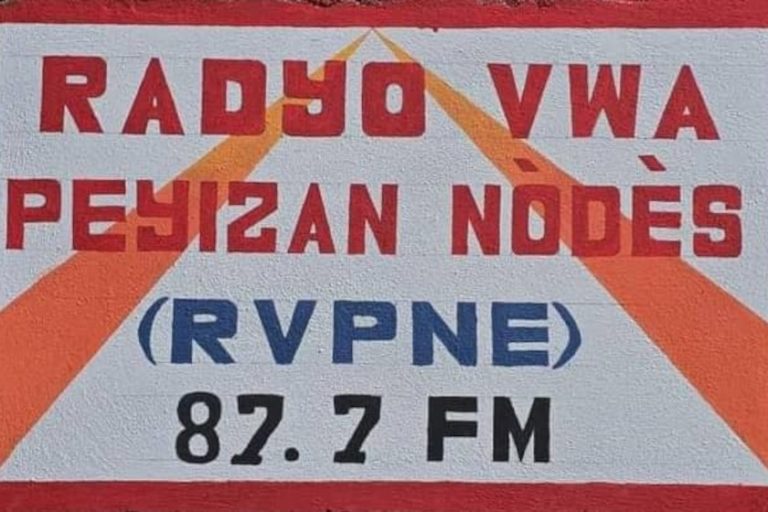 RADYO VWA
PEYIZAN NÒDÈS
(RVPNE)
87.7 FM